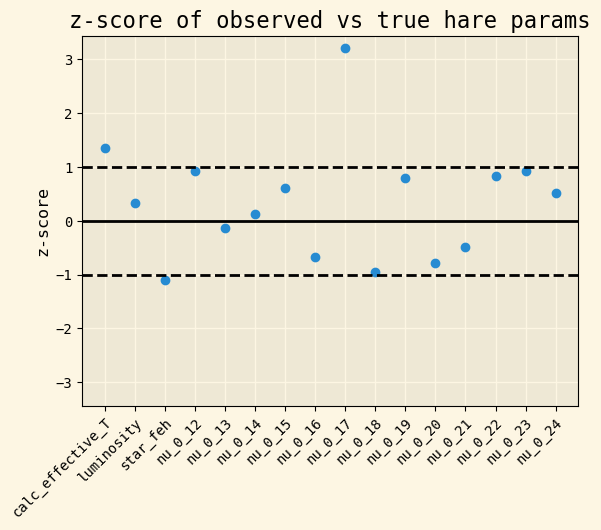 z-score of observed vs true hare params
z-score
3
2
1
0
−1
−2
−3
calc_effective_T
luminosity
star_feh
nu_0_12
nu_0_13
nu_0_14
nu_0_15
nu_0_16
nu_0_17
nu_0_18
nu_0_19
nu_0_20
nu_0_21
nu_0_22
nu_0_23
nu_0_24